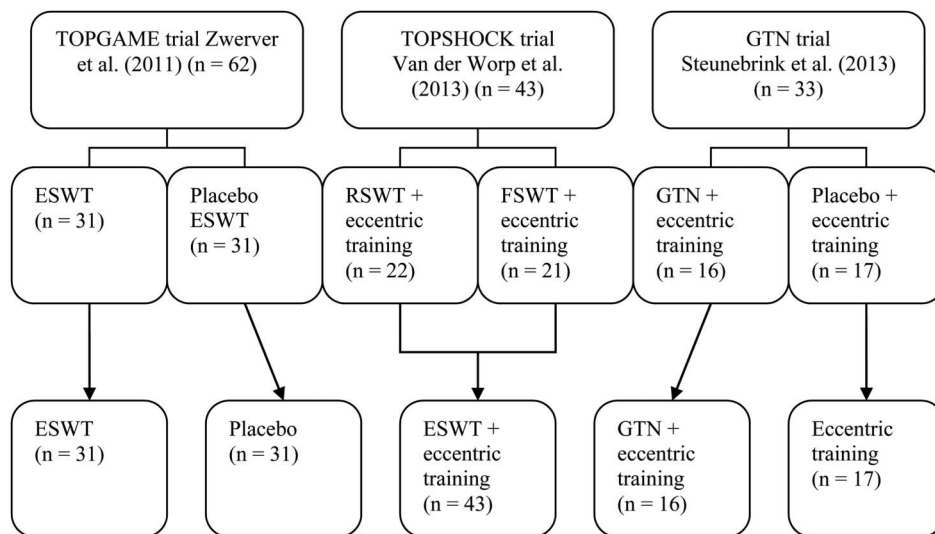 TOPGAME trial Zwerver
et al. (2011) (n = 62)
TOPSHOCK trial
Van der Worp et al.
(2013) (n = 43)
GTN trial
Steunebrink et al. (2013)
(n = 33)
ESWT
(n = 31)
Placebo
ESWT
(n = 31)
RSWT +
eccentric
training
(n = 22)
FSWT +
eccentric
training
(n = 21)
GTN +
eccentric
training
(n = 16)
Placebo +
eccentric
training
(n = 17)
ESWT
(n = 31)
Placebo
(n = 31)
ESWT +
eccentric
training
(n = 43)
GTN +
eccentric
training
(n = 16)
Eccentric
training
(n = 17)